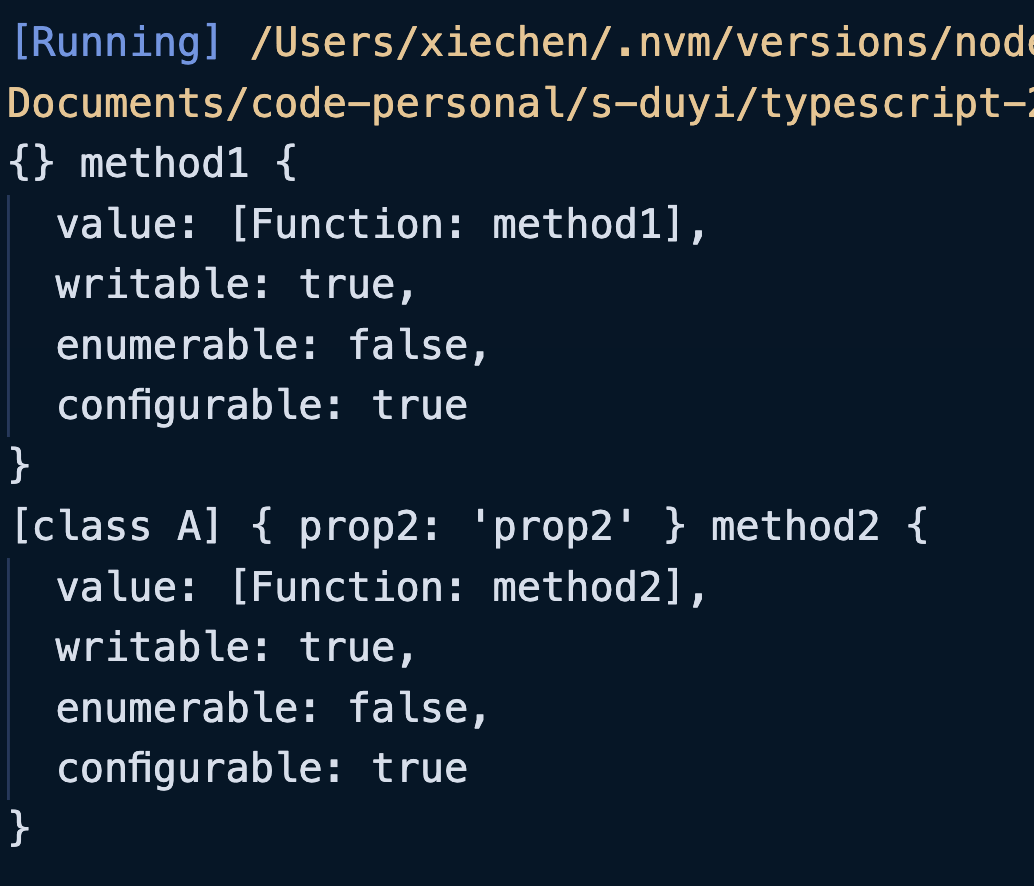 [Running] /Users/xiechen/.nvm/versions/node
Documents/code-personal/s-duyi/typescript-2
{} method1 {
  value: [Function: method1],
  writable: true,
  enumerable: false,
  configurable: true
}
[class A] { prop2: 'prop2' } method2 {
  value: [Function: method2],
  writable: true,
  enumerable: false,
  configurable: true
}